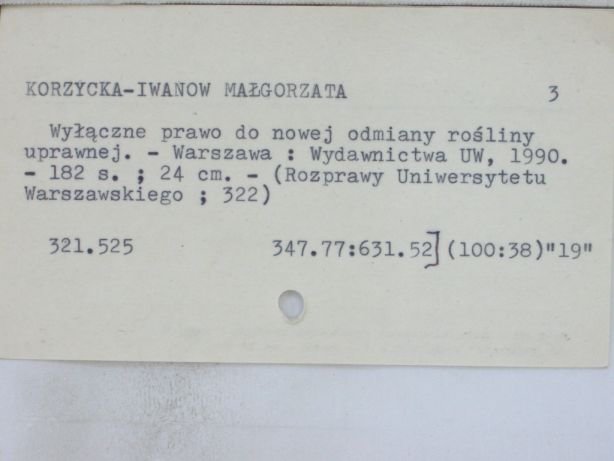 KORZYCKA-IWANOW MAŁGORZATA 3
Wyłączne prawo do nowej odmiany rośliny
uprawnej. - Warszawa : Wydawnictwa UW, 1990.
- 182 s. ; 24 cm. - (Rozprawy Uniwersytetu
Warszawskiego ; 322)
321.525 347.77:631.52](100:38)"19"